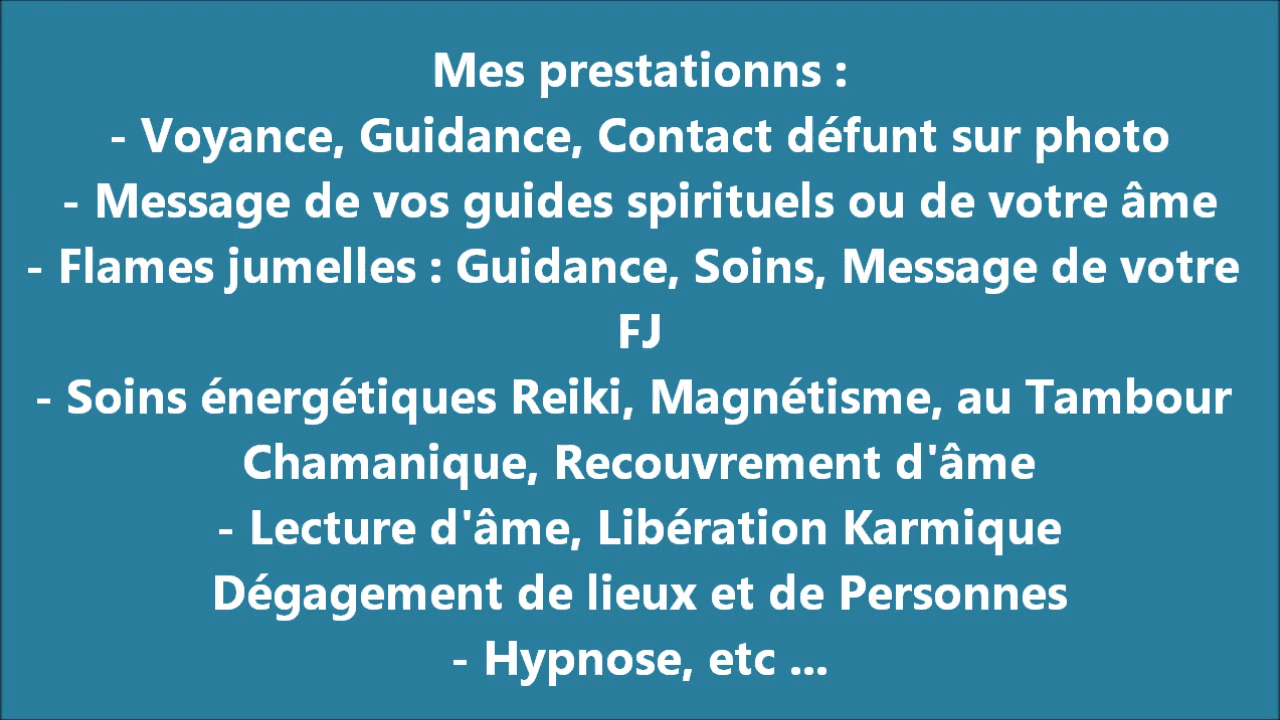 Mes prestationns :
- Voyance, Guidance, Contact défunt sur photo
- Message de vos guides spirituels ou de votre âme
- Flames jumelles : Guidance, Soins, Message de votre
FJ
- Soins énergétiques Reiki, Magnétisme, au Tambour
Chamanique, Recouvrement d'âme
- Lecture d'âme, Libération Karmique
Dégagement de lieux et de Personnes
- Hypnose, etc ...